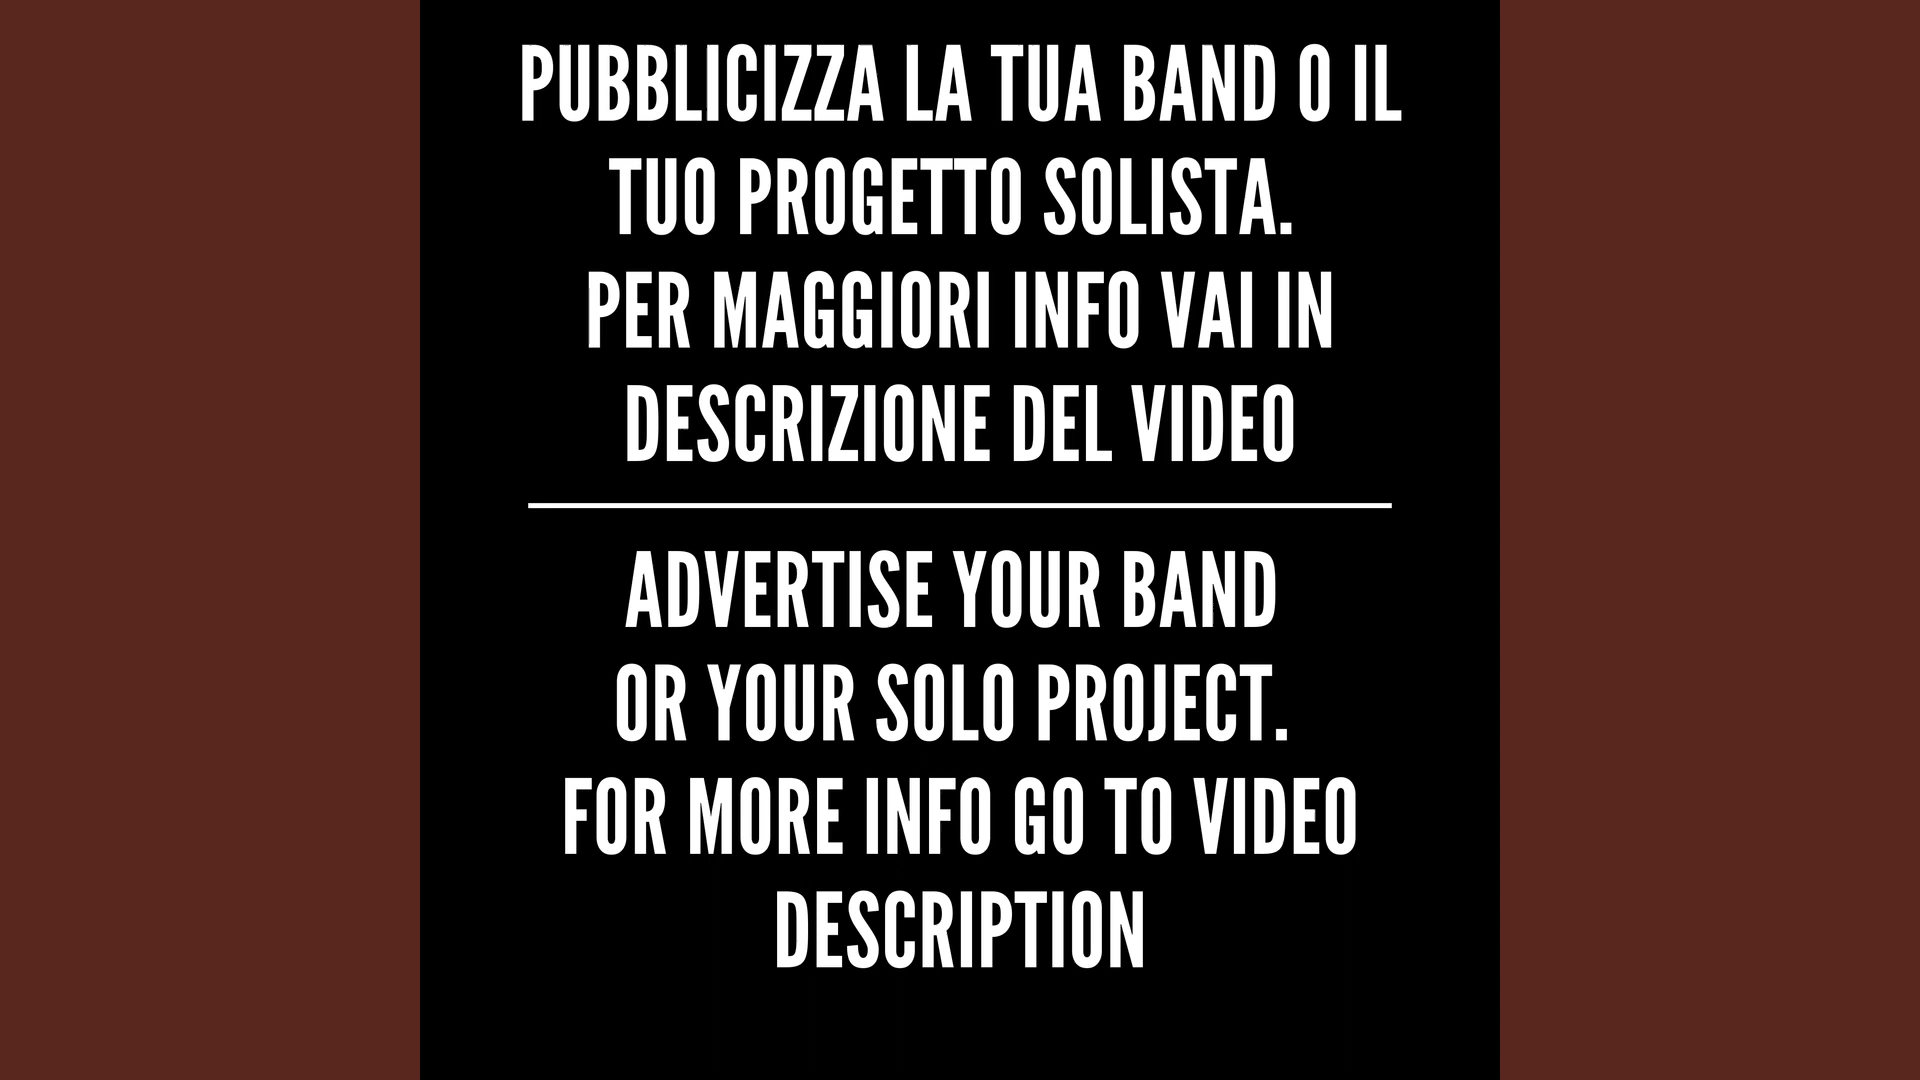 PUBBLICIZZA LA TUA BAND O IL
TUO PROGETTO SOLISTA.
PER MAGGIORI INFO VAI IN
DESCRIZIONE DEL VIDEO
ADVERTISE YOUR BAND
OR YOUR SOLO PROJECT.
FOR MORE INFO GO TO VIDEO
DESCRIPTION